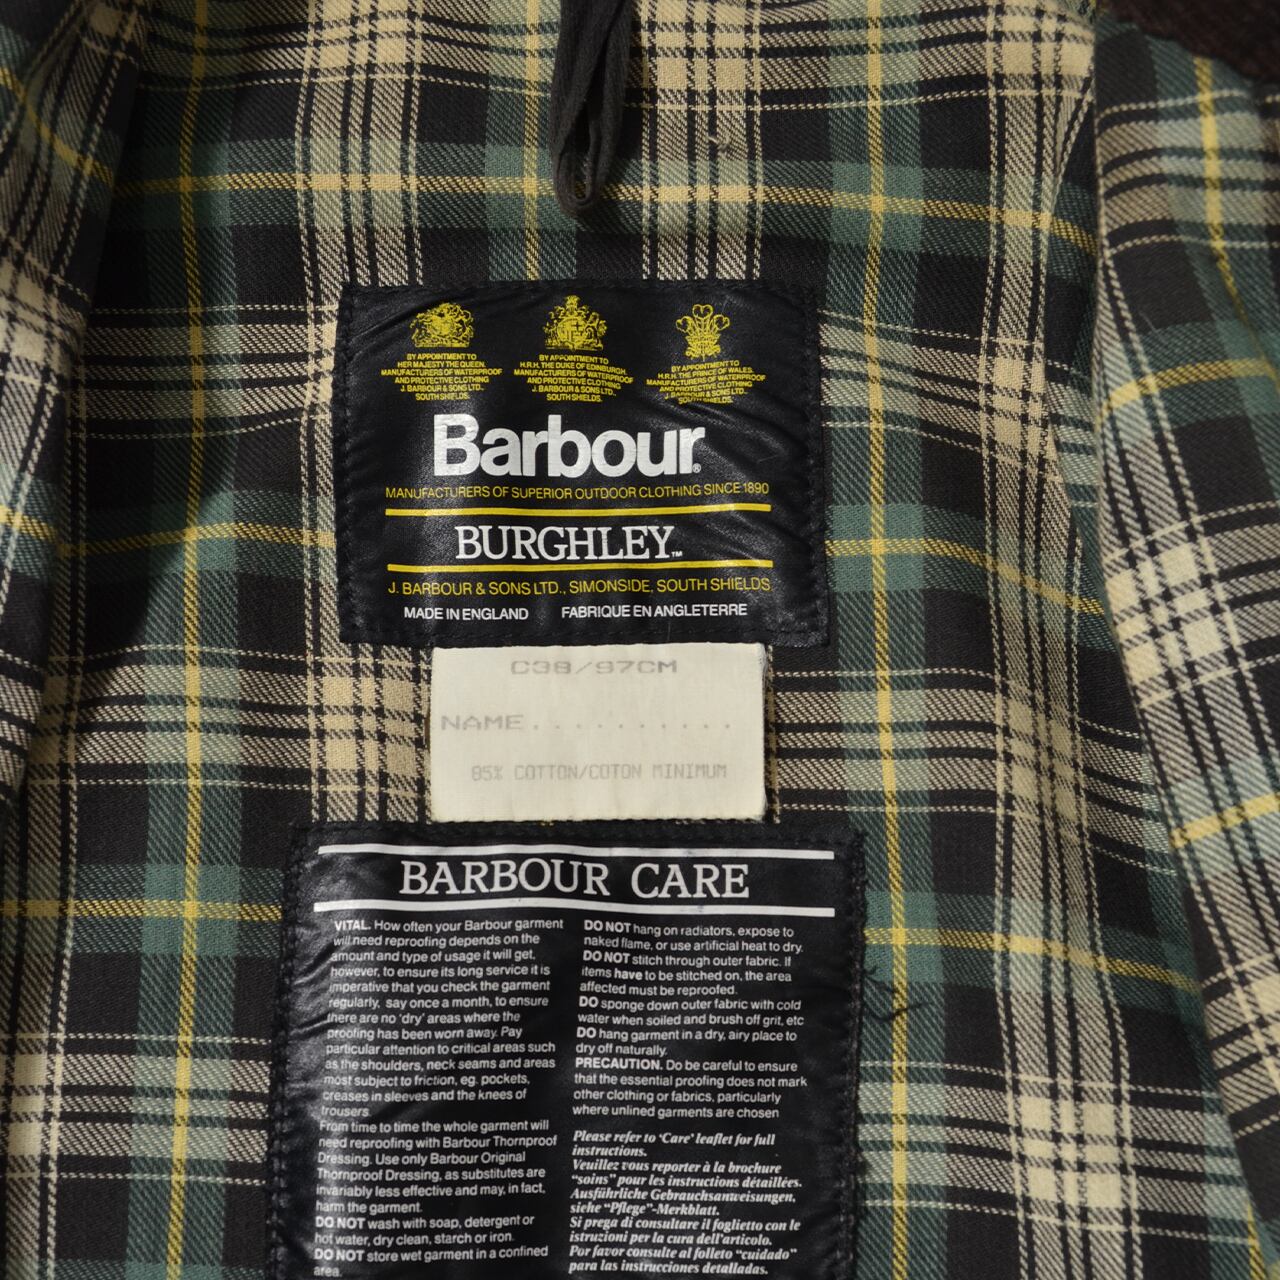 BY APPOINTMENT TO
HER MAJESTY THE QUEEN.
MANUFACTURERS OF WATERPROOF
AND PROTECTIVE CLOTHING
J. BARBOUR & SONS LTD.,
SOUTH SHIELDS.
BY APPOINTMENT TO
H.R.H. THE DUKE OF EDINBURGH.
MANUFACTURERS OF WATERPROOF
AND PROTECTIVE CLOTHING
J. BARBOUR & SONS LTD.,
SOUTH SHIELDS.
BY APPOINTMENT TO
H.R.H. THE PRINCE OF WALES.
MANUFACTURERS OF WATERPROOF
AND PROTECTIVE CLOTHING
J. BARBOUR & SONS LTD.,
SOUTH SHIELDS.
Barbour®
MANUFACTURERS OF SUPERIOR OUTDOOR CLOTHING SINCE 1890
BURGHLEY™
J. BARBOUR & SONS LTD., SIMONSIDE, SOUTH SHIELDS
MADE IN ENGLAND FABRIQUE EN ANGLETERRE
C38/97CM
NAME..........
85% COTTON/COTON MINIMUM
BARBOUR CARE
VITAL. How often your Barbour garment
will need reproofing depends on the
amount and type of usage it will get,
however, to ensure its long service it is
imperative that you check the garment
regularly, say once a month, to ensure
there are no 'dry' areas where the
proofing has been worn away. Pay
particular attention to critical areas such
as the shoulders, neck seams and areas
most subject to friction, eg. pockets,
creases in sleeves and the knees of
trousers.
From time to time the whole garment will
need reproofing with Barbour Thornproof
Dressing. Use only Barbour Original
Thornproof Dressing, as substitutes are
invariably less effective and may, in fact,
harm the garment.
DO NOT wash with soap, detergent or
hot water, dry clean, starch or iron.
DO NOT store wet garment in a confined
area.
DO NOT hang on radiators, expose to
naked flame, or use artificial heat to dry.
DO NOT stitch through outer fabric. If
items have to be stitched on, the area
affected must be reproofed.
DO sponge down outer fabric with cold
water when soiled and brush off grit, etc
DO hang garment in a dry, airy place to
dry off naturally.
PRECAUTION. Do be careful to ensure
that the essential proofing does not mark
other clothing or fabrics, particularly
where unlined garments are chosen
Please refer to 'Care' leaflet for full
instructions.
Veuillez vous reporter à la brochure
"soins" pour les instructions détaillées.
Ausführliche Gebrauchsanweisungen,
siehe "Pflege"-Merkblatt.
Si prega di consultare il foglietto con le
istruzioni per la cura dell'articolo.
Por favor consulte al folleto "cuidado"
para las instrucciones detalladas.